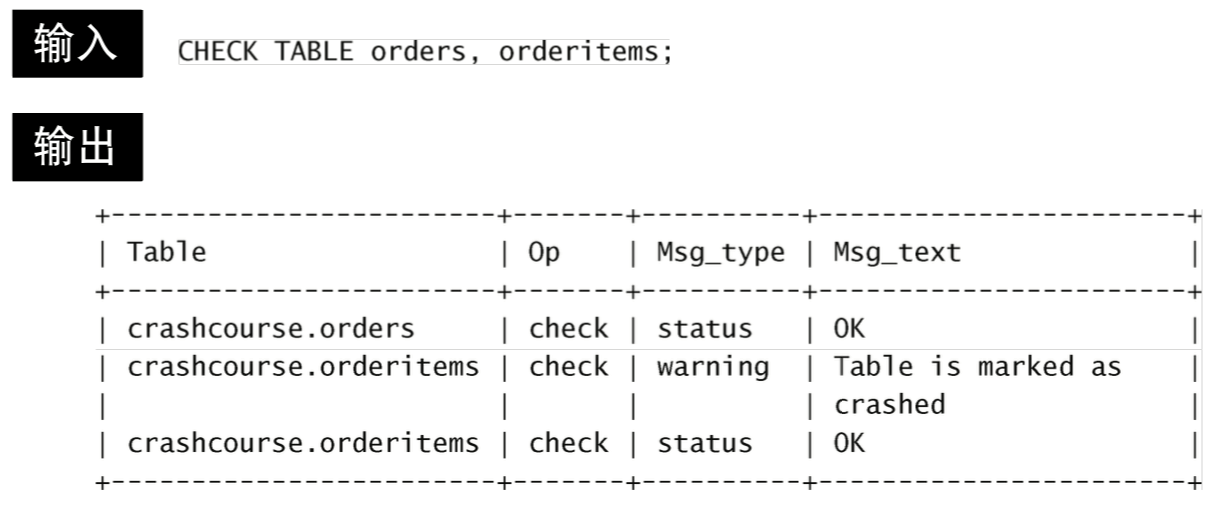 输入
CHECK TABLE orders, orderitems;
输出
+------------------------+-------+----------+-----------------------+
| Table                  | Op    | Msg_type | Msg_text              |
+------------------------+-------+----------+-----------------------+
| crashcourse.orders     | check | status   | OK                    |
| crashcourse.orderitems | check | warning  | Table is marked as    |
|                        |       |          | crashed               |
| crashcourse.orderitems | check | status   | OK                    |
+------------------------+-------+----------+-----------------------+